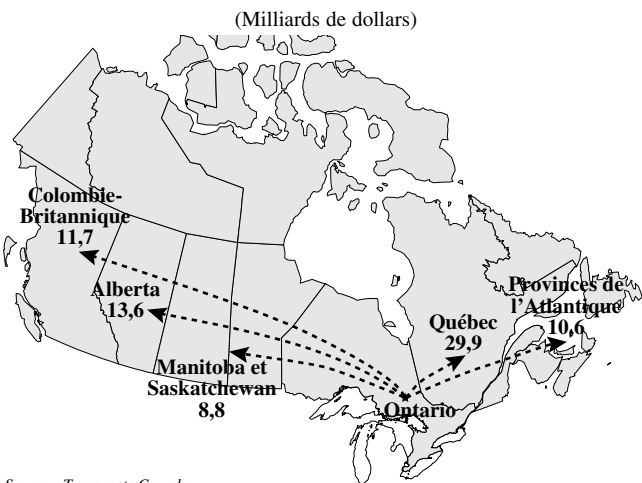 (Milliards de dollars)
Colombie-
Britannique
11,7
Alberta
13,6
Manitoba et
Saskatchewan
8,8
Ontario
Québec
29,9
Provinces de
l'Atlantique
10,6